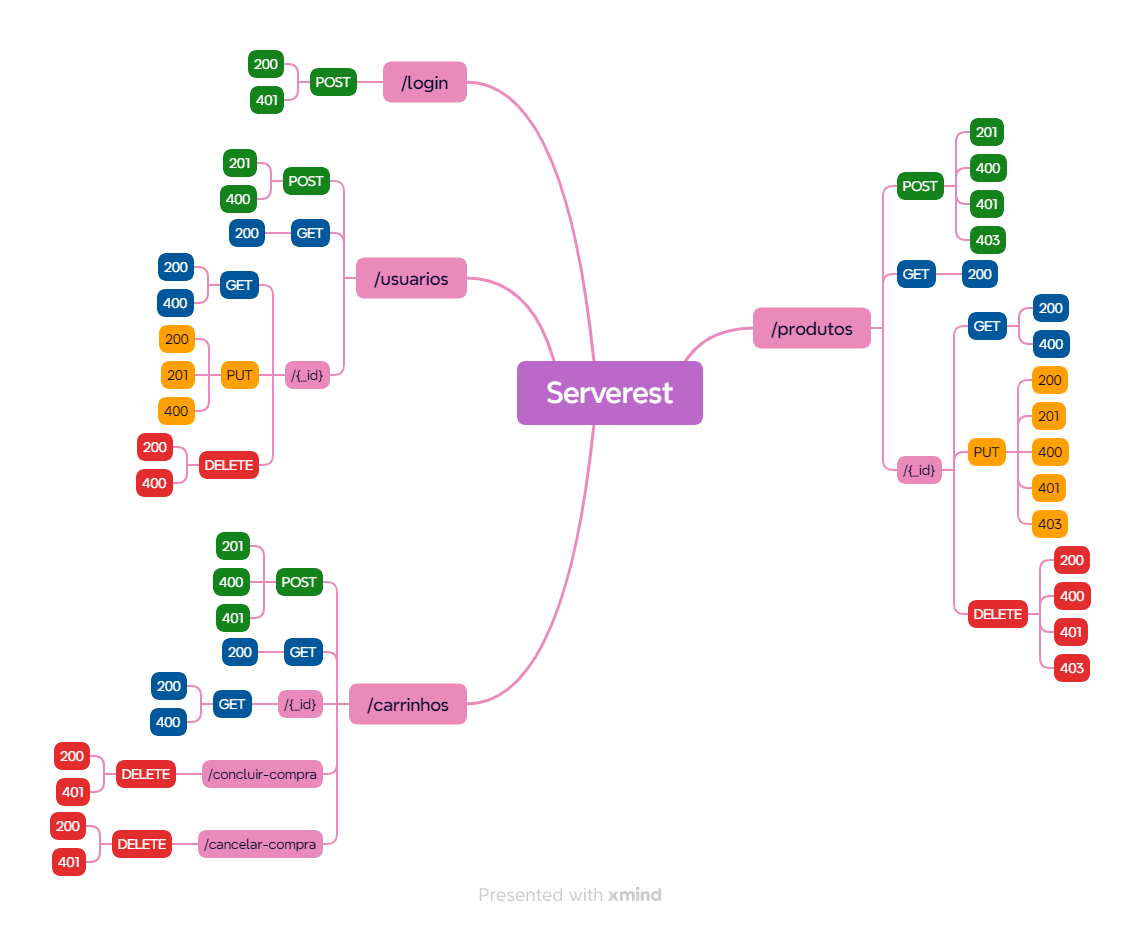 Serverest
/login
POST
200
401
/usuarios
POST
201
400
GET
200
/{_id}
GET
200
400
PUT
200
201
400
DELETE
200
400
/carrinhos
POST
201
400
401
GET
200
/{_id}
GET
200
400
/concluir-compra
DELETE
200
401
/cancelar-compra
DELETE
200
401
/produtos
POST
201
400
401
403
GET
200
/{_id}
GET
200
400
PUT
200
201
400
401
403
DELETE
200
400
401
403
Presented with xmind